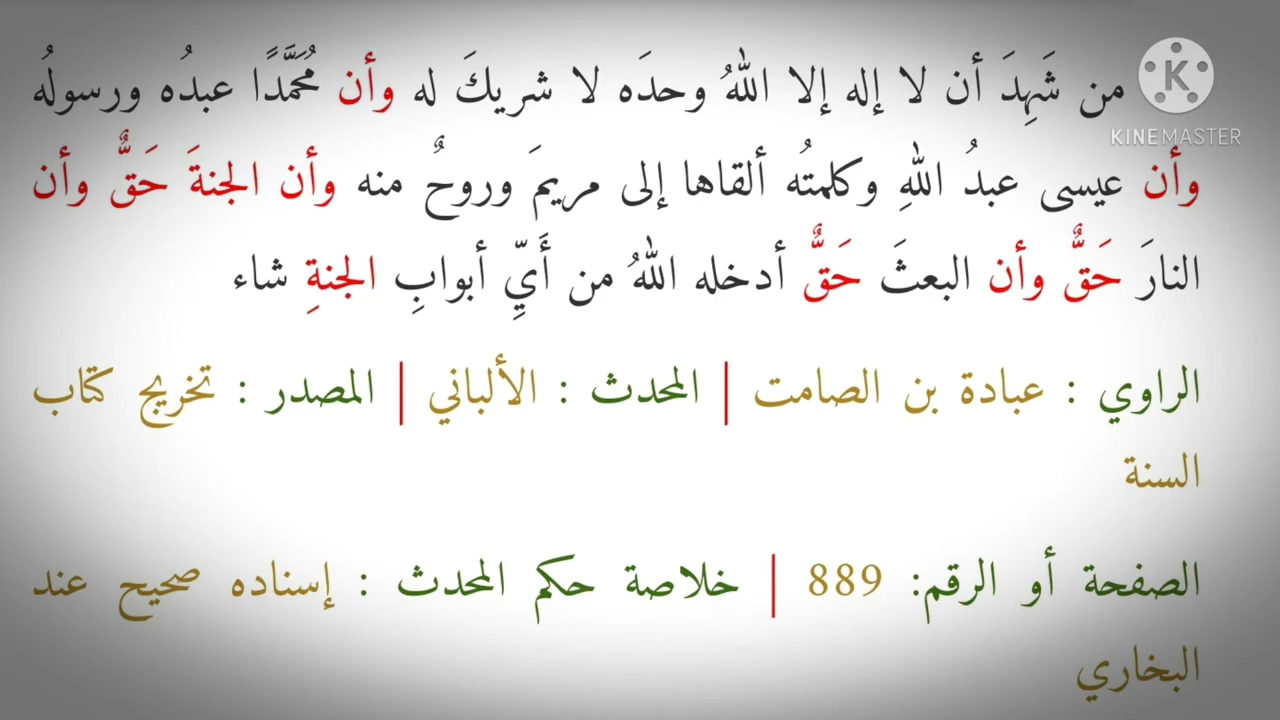 من شَهِدَ أن لا إله إلا اللهُ وحدَه لا شريكَ له وأن مُحَمَّدًا عبدُه ورسولُه
KINEMASTER
وأن عيسى عبدُ اللهِ وكلمتُه ألقاها إلى مريمَ وروحٌ منه وأن الجنةَ حَقٌّ وأن
النارَ حَقٌّ وأن البعثَ حَقٌّ أدخله اللهُ من أَيِّ أبوابِ الجنةِ شاء
الراوي : عبادة بن الصامت | المحدث : الألباني | المصدر : تخريج كتاب
السنة
الصفحة أو الرقم: 889 | خلاصة حكم المحدث : إسناده صحيح عند
البخاري